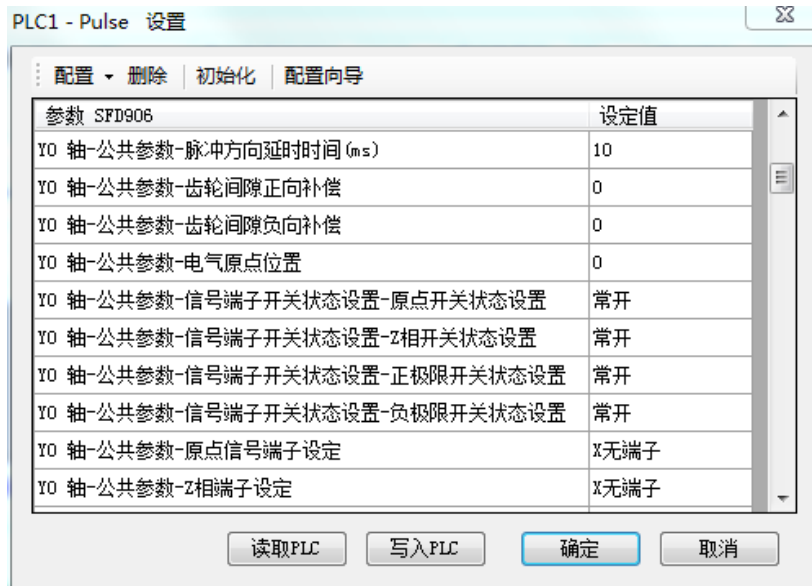 PLC1 - Pulse 设置
配置 删除 初始化 配置向导
参数 SFD906 设定值
Y0 轴-公共参数-脉冲方向延时时间(ms) 10
Y0 轴-公共参数-齿轮间隙正向补偿 0
Y0 轴-公共参数-齿轮间隙负向补偿 0
Y0 轴-公共参数-电气原点位置 0
Y0 轴-公共参数-信号端子开关状态设置-原点开关状态设置 常开
Y0 轴-公共参数-信号端子开关状态设置-Z相开关状态设置 常开
Y0 轴-公共参数-信号端子开关状态设置-正极限开关状态设置 常开
Y0 轴-公共参数-信号端子开关状态设置-负极限开关状态设置 常开
Y0 轴-公共参数-原点信号端子设定 X无端子
Y0 轴-公共参数-Z相端子设定 X无端子
读取PLC 写入PLC 确定 取消